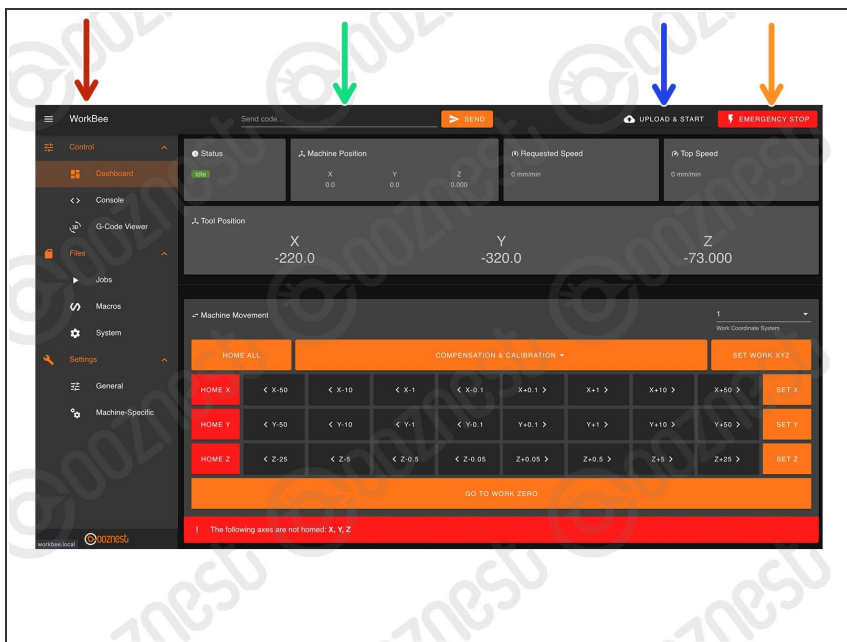 WorkBee
Send code...
SEND
UPLOAD & START
EMERGENCY STOP
Control
Dashboard
Console
G-Code Viewer
Files
Jobs
Macros
System
Settings
General
Machine-Specific
workbee.local
ooznest
Status
Idle
Machine Position
X Y Z
0.0 0.0 0.000
Requested Speed
0 mm/min
Top Speed
0 mm/min
Tool Position
X Y Z
-220.0 -320.0 -73.000
Machine Movement
1
Work Coordinate System
HOME ALL COMPENSATION & CALIBRATION SET WORK XYZ
HOME X < X-50 < X-10 < X-1 < X-0.1 X+0.1 > X+1 > X+10 > X+50 > SET X
HOME Y < Y-50 < Y-10 < Y-1 < Y-0.1 Y+0.1 > Y+1 > Y+10 > Y+50 > SET Y
HOME Z < Z-25 < Z-5 < Z-0.5 < Z-0.05 Z+0.05 > Z+0.5 > Z+5 > Z+25 > SET Z
GO TO WORK ZERO
! The following axes are not homed: X, Y, Z